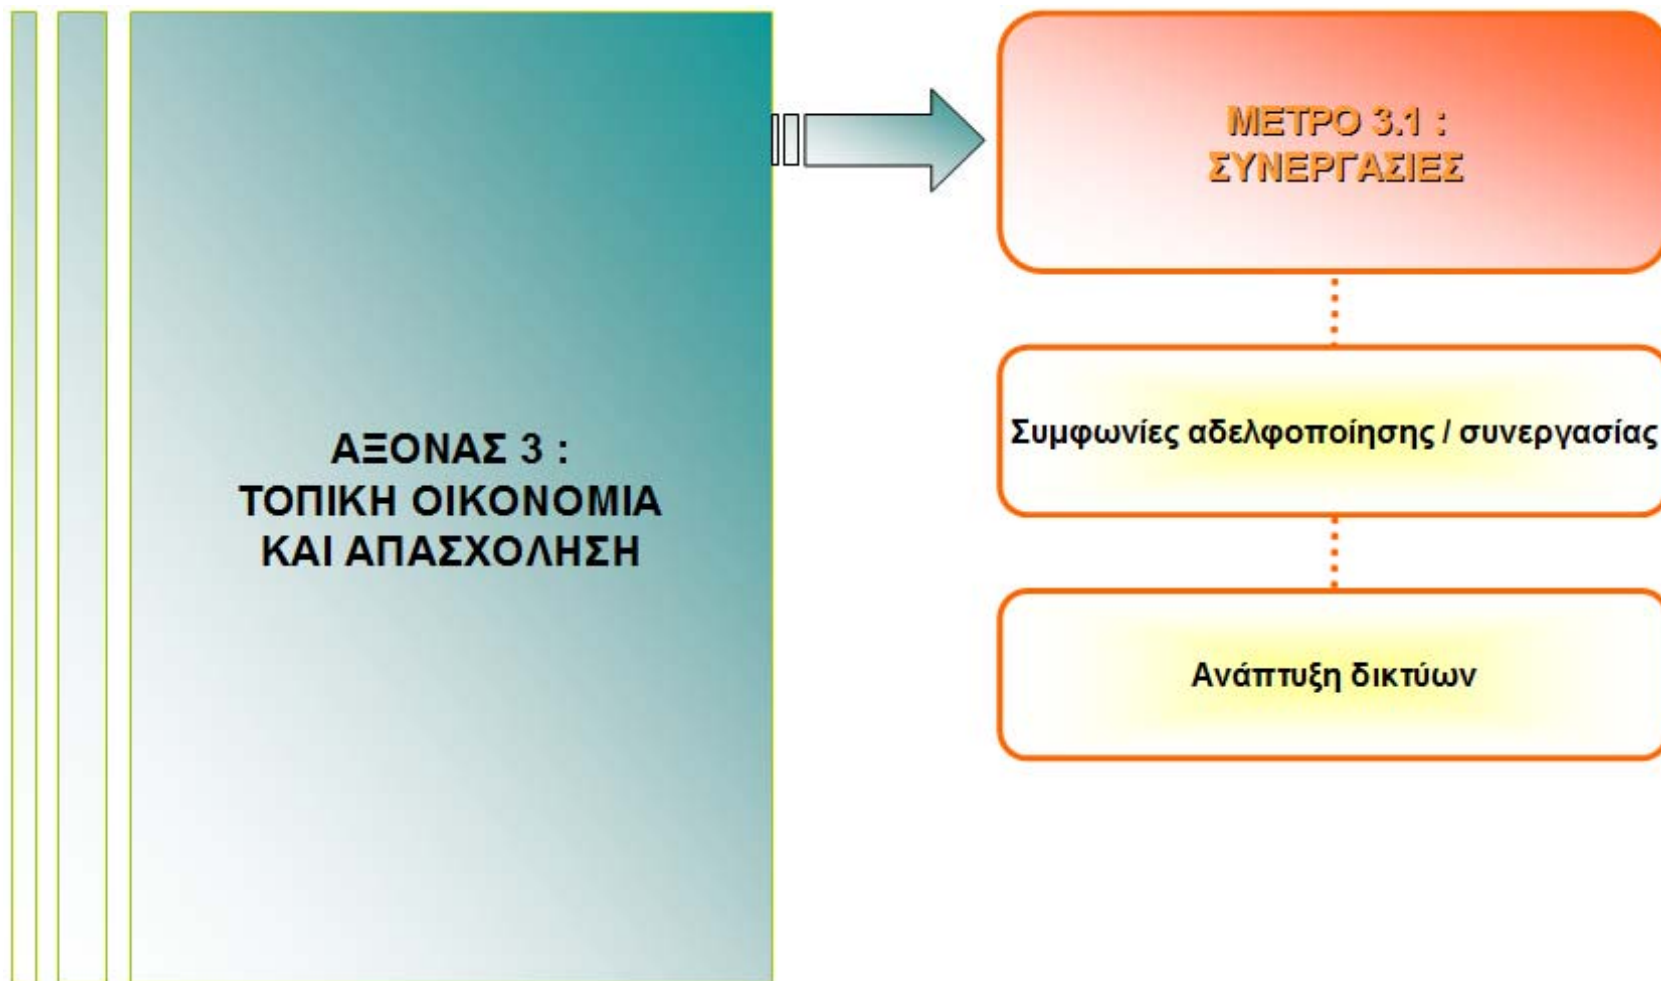 ΑΞΟΝΑΣ 3 :
ΤΟΠΙΚΗ ΟΙΚΟΝΟΜΙΑ
ΚΑΙ ΑΠΑΣΧΟΛΗΣΗ
ΜΕΤΡΟ 3.1 :
ΣΥΝΕΡΓΑΣΙΕΣ
Συμφωνίες αδελφοποίησης / συνεργασίας
Ανάπτυξη δικτύων